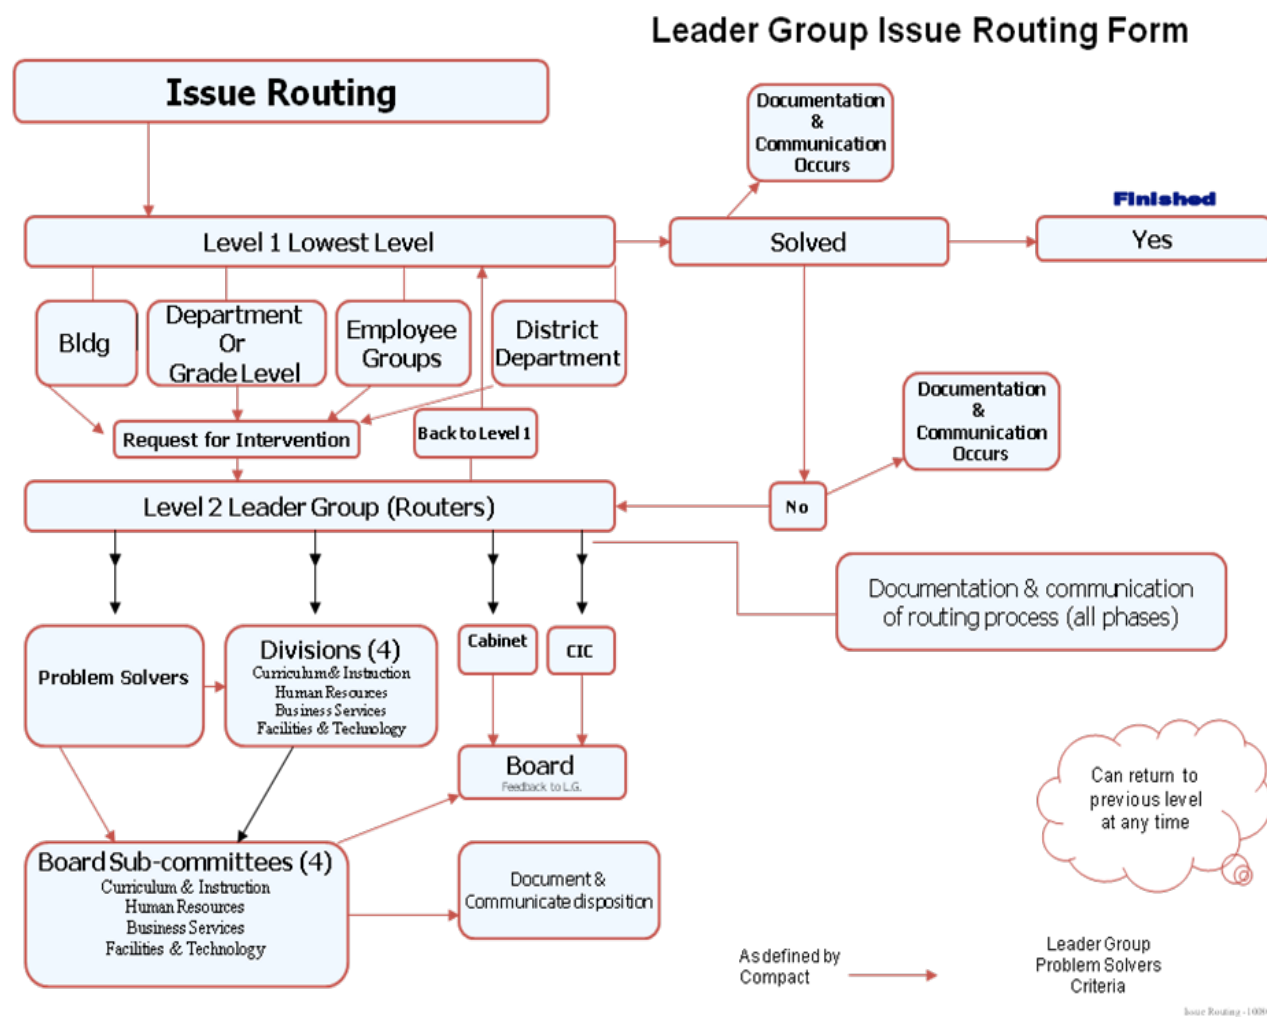 Leader Group Issue Routing Form
Issue Routing
Documentation
&
Communication
Occurs
Finished
Level 1 Lowest Level
Solved
Yes
Bldg
Department
Or
Grade Level
Employee
Groups
District
Department
Documentation
&
Communication
Occurs
Request for Intervention
Back to Level 1
Level 2 Leader Group (Routers)
No
Documentation & communication
of routing process (all phases)
Problem Solvers
Divisions (4)
Curriculum & Instruction
Human Resources
Business Services
Facilities & Technology
Cabinet
CIC
Board
Feedback to L.G.
Can return to
previous level
at any time
Board Sub-committees (4)
Curriculum & Instruction
Human Resources
Business Services
Facilities & Technology
Document &
Communicate disposition
As defined by
Compact
Leader Group
Problem Solvers
Criteria
Issue Routing -